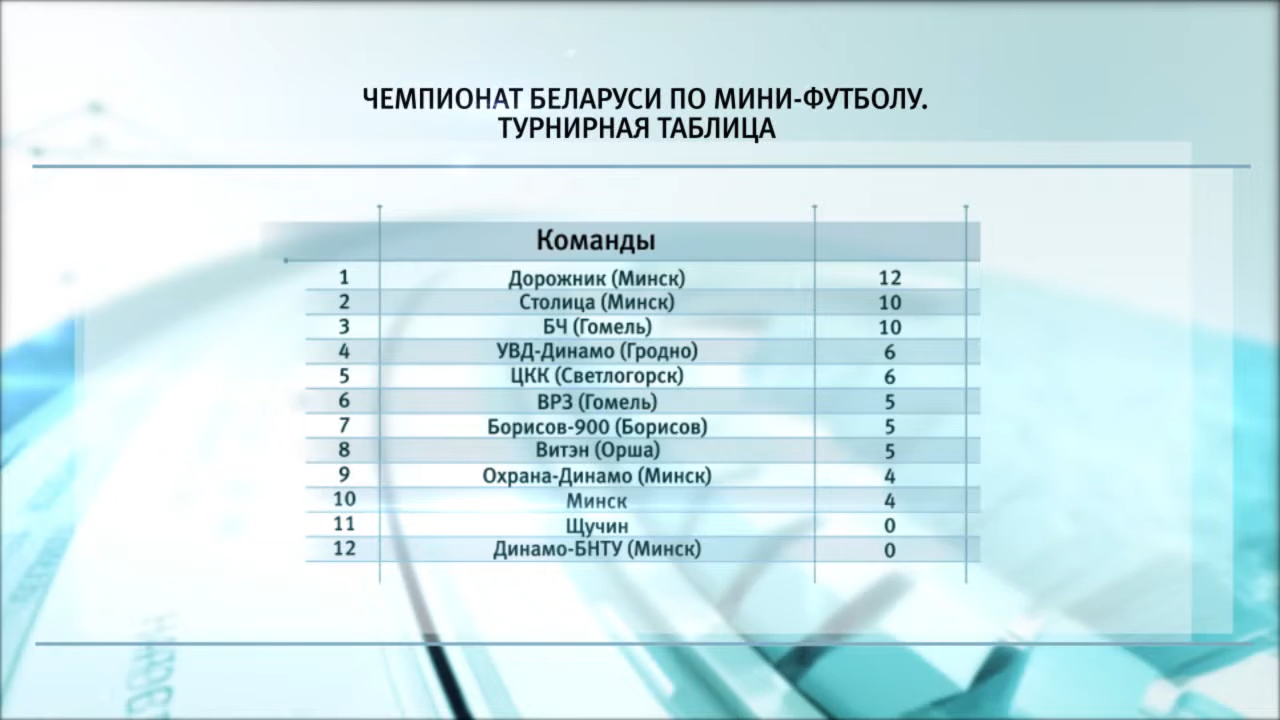 ЧЕМПИОНАТ БЕЛАРУСИ ПО МИНИ-ФУТБОЛУ.
ТУРНИРНАЯ ТАБЛИЦА
Команды
1 Дорожник (Минск) 12
2 Столица (Минск) 10
3 БЧ (Гомель) 10
4 УВД-Динамо (Гродно) 6
5 ЦКК (Светлогорск) 6
6 ВРЗ (Гомель) 5
7 Борисов-900 (Борисов) 5
8 Витэн (Орша) 5
9 Охрана-Динамо (Минск) 4
10 Минск 4
11 Щучин 0
12 Динамо-БНТУ (Минск) 0